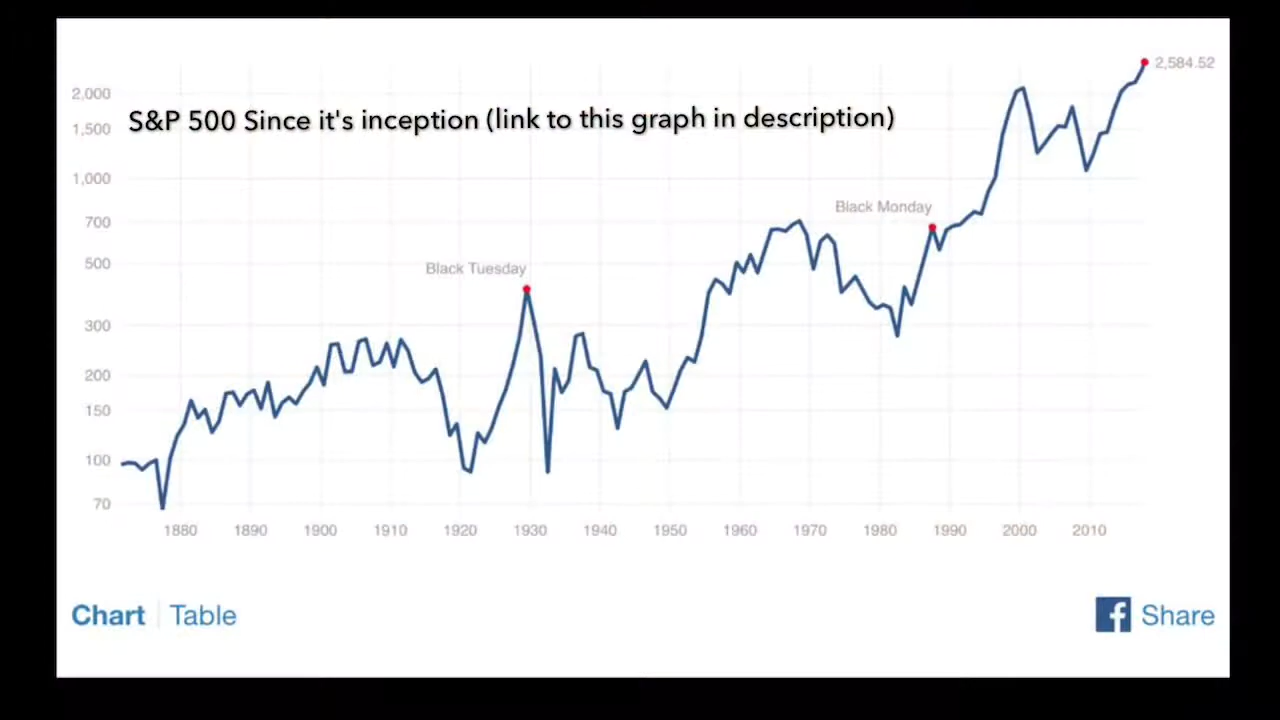 2,584.52
2,000
S&P 500 Since it's inception (link to this graph in description)
1,500
1,000
Black Monday
700
500
Black Tuesday
300
200
150
100
70
1880 1890 1900 1910 1920 1930 1940 1950 1960 1970 1980 1990 2000 2010
Chart Table
f Share